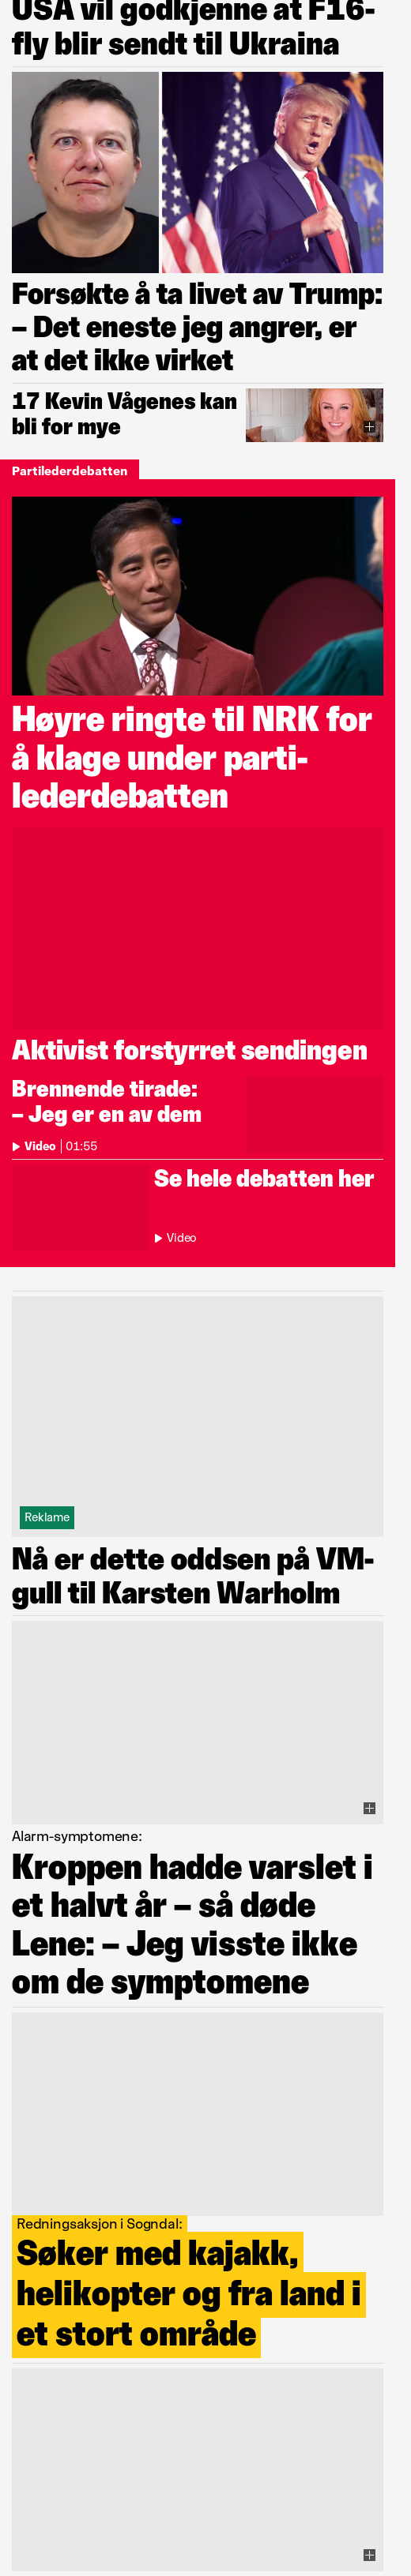 USA vil godkjenne at F16-
fly blir sendt til Ukraina
Forsøkte å ta livet av Trump:
– Det eneste jeg angrer, er
at det ikke virket
17 Kevin Vågenes kan
bli for mye
Partilederdebatten
Høyre ringte til NRK for
å klage under parti-
lederdebatten
Aktivist forstyrret sendingen
Brennende tirade:
– Jeg er en av dem
Video | 01:55
Se hele debatten her
Video
Reklame
Nå er dette oddsen på VM-
gull til Karsten Warholm
Alarm-symptomene:
Kroppen hadde varslet i
et halvt år – så døde
Lene: – Jeg visste ikke
om de symptomene
Redningsaksjon i Sogndal:
Søker med kajakk,
helikopter og fra land i
et stort område